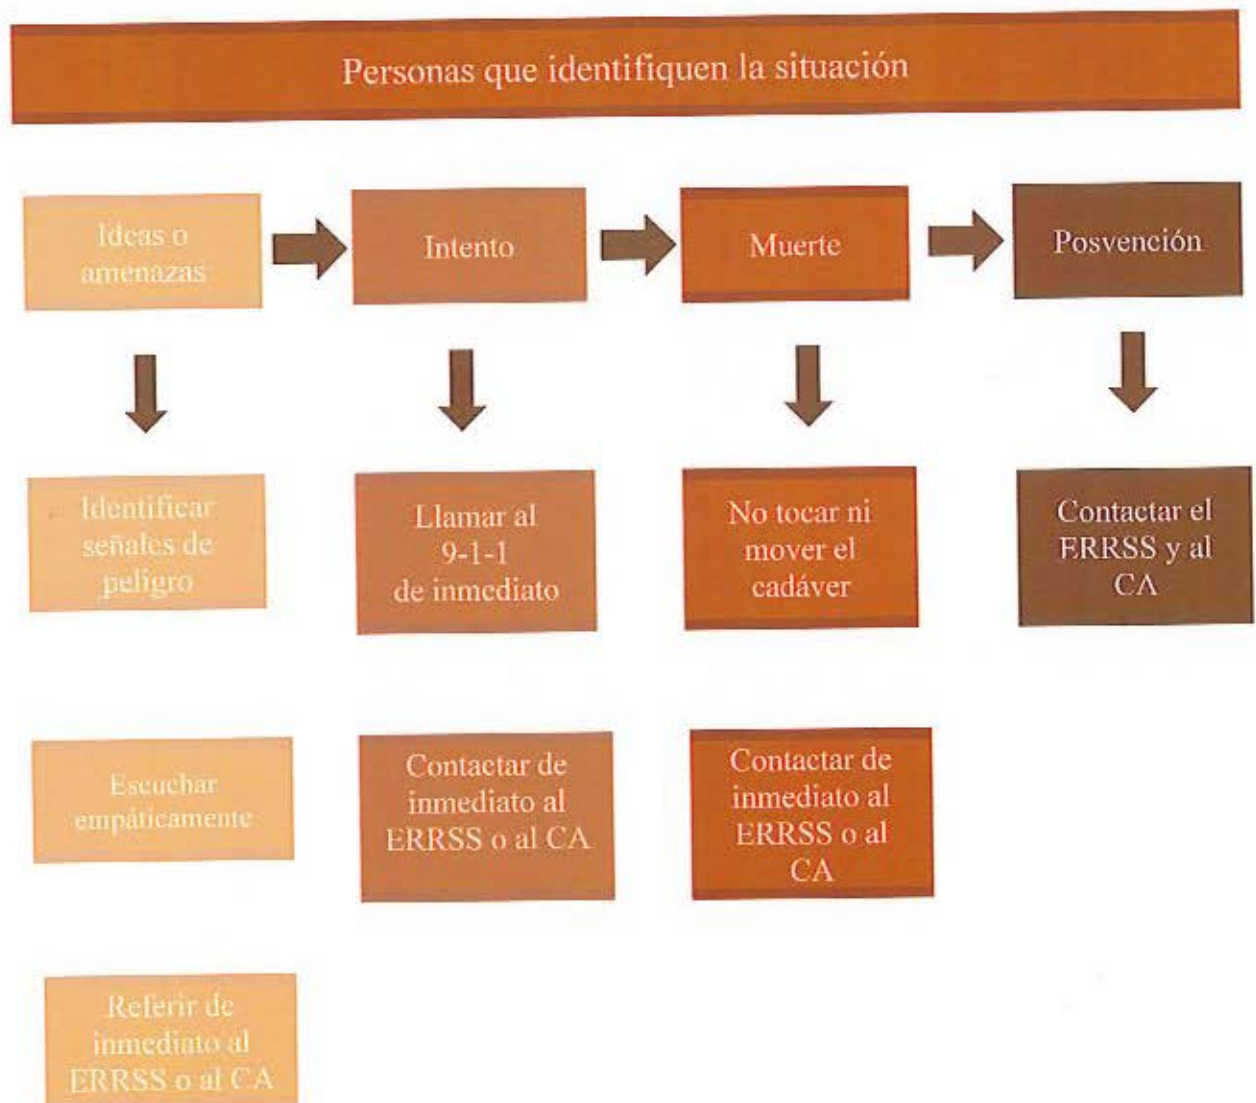 Personas que identifiquen la situación
Ideas o
amenazas
Intento
Muerte
Posvención
Identificar
señales de
peligro
Llamar al
9-1-1
de inmediato
No tocar ni
mover el
cadáver
Contactar el
ERRSS y al
CA
Escuchar
empáticamente
Contactar de
inmediato al
ERRSS o al CA
Contactar de
inmediato al
ERRSS o al
CA
Referir de
inmediato al
ERRSS o al CA